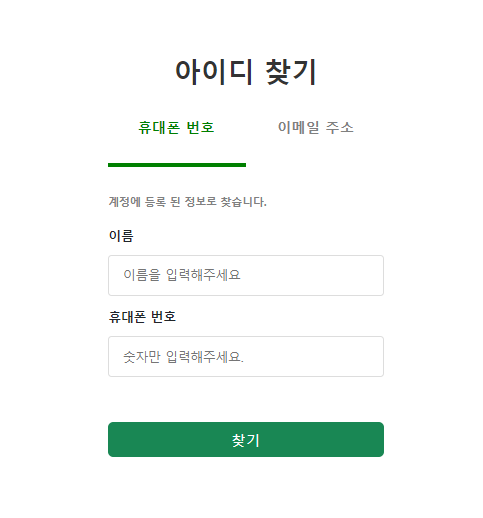 아이디 찾기
휴대폰 번호 이메일 주소
계정에 등록 된 정보로 찾습니다.
이름
이름을 입력해주세요
휴대폰 번호
숫자만 입력해주세요.
찾기